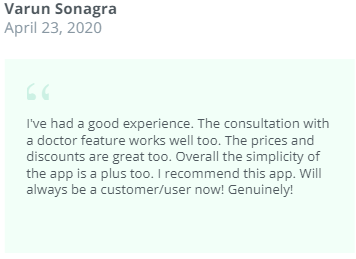 Varun Sonagra
April 23, 2020
“
I've had a good experience. The consultation with
a doctor feature works well too. The prices and
discounts are great too. Overall the simplicity of
the app is a plus too. I recommend this app. Will
always be a customer/user now! Genuinely!